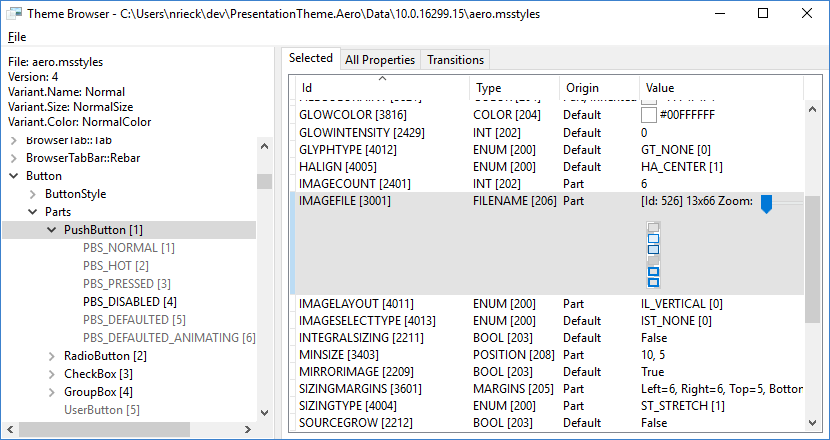 Theme Browser - C:\Users\nrieck\dev\PresentationTheme.Aero\Data\10.0.16299.15\aero.msstyles
File
File: aero.msstyles
Version: 4
Variant.Name: Normal
Variant.Size: NormalSize
Variant.Color: NormalColor
BrowserTab::Tab
BrowserTabBar::Rebar
Button
ButtonStyle
Parts
PushButton [1]
PBS_NORMAL [1]
PBS_HOT [2]
PBS_PRESSED [3]
PBS_DISABLED [4]
PBS_DEFAULTED [5]
PBS_DEFAULTED_ANIMATING [6]
RadioButton [2]
CheckBox [3]
GroupBox [4]
UserButton [5]
Selected All Properties Transitions
Id Type Origin Value
GLOWCOLOR [3816] COLOR [204] Default #00FFFFFF
GLOWINTENSITY [2429] INT [202] Default 0
GLYPHTYPE [4012] ENUM [200] Default GT_NONE [0]
HALIGN [4005] ENUM [200] Default HA_CENTER [1]
IMAGECOUNT [2401] INT [202] Part 6
IMAGEFILE [3001] FILENAME [206] Part [Id: 526] 13x66 Zoom:
IMAGELAYOUT [4011] ENUM [200] Part IL_VERTICAL [0]
IMAGESELECTTYPE [4013] ENUM [200] Default IST_NONE [0]
INTEGRALSIZING [2211] BOOL [203] Default False
MINSIZE [3403] POSITION [208] Part 10, 5
MIRRORIMAGE [2209] BOOL [203] Default True
SIZINGMARGINS [3601] MARGINS [205] Part Left=6, Right=6, Top=5, Botton
SIZINGTYPE [4004] ENUM [200] Part ST_STRETCH [1]
SOURCEGROW [2212] BOOL [203] Default False